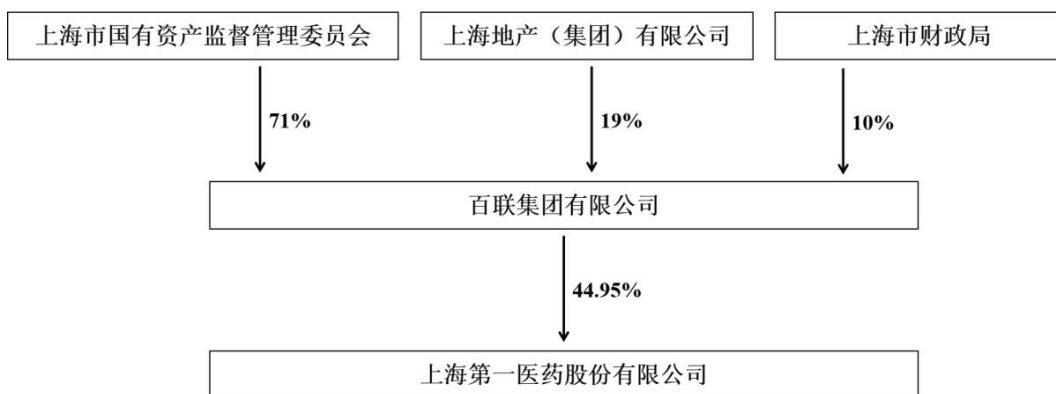 上海市国有资产监督管理委员会
上海地产（集团）有限公司
上海市财政局
71%
19%
10%
百联集团有限公司
44.95%
上海第一医药股份有限公司